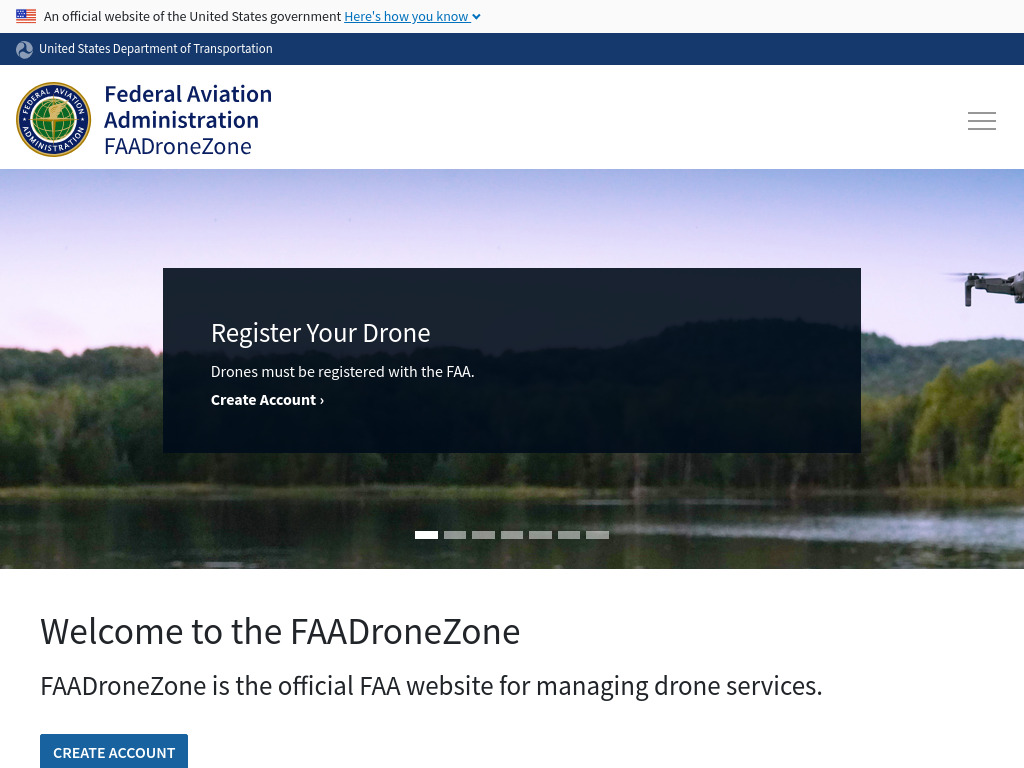 An official website of the United States government Here's how you know
United States Department of Transportation
FEDERAL AVIATION ADMINISTRATION
Federal Aviation
Administration
FAADroneZone
Register Your Drone
Drones must be registered with the FAA.
Create Account ›
Welcome to the FAADroneZone
FAADroneZone is the official FAA website for managing drone services.
CREATE ACCOUNT